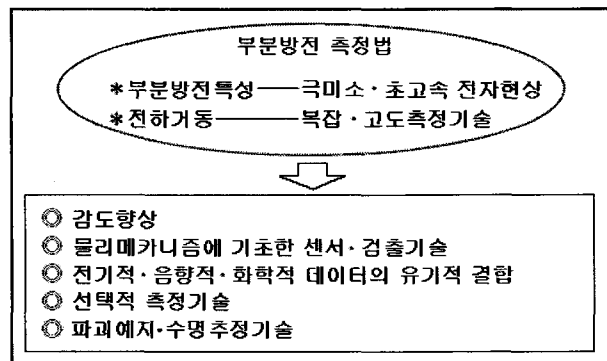 부분방전 측정법
*부분방전특성——극미소·초고속 전자현상
*전하거동————복잡·고도측정기술
◎ 감도향상
◎ 물리메카니즘에 기초한 센서·검출기술
◎ 전기적·음향적·화학적 데이터의 유기적 결합
◎ 선택적 측정기술
◎ 파괴예지·수명추정기술